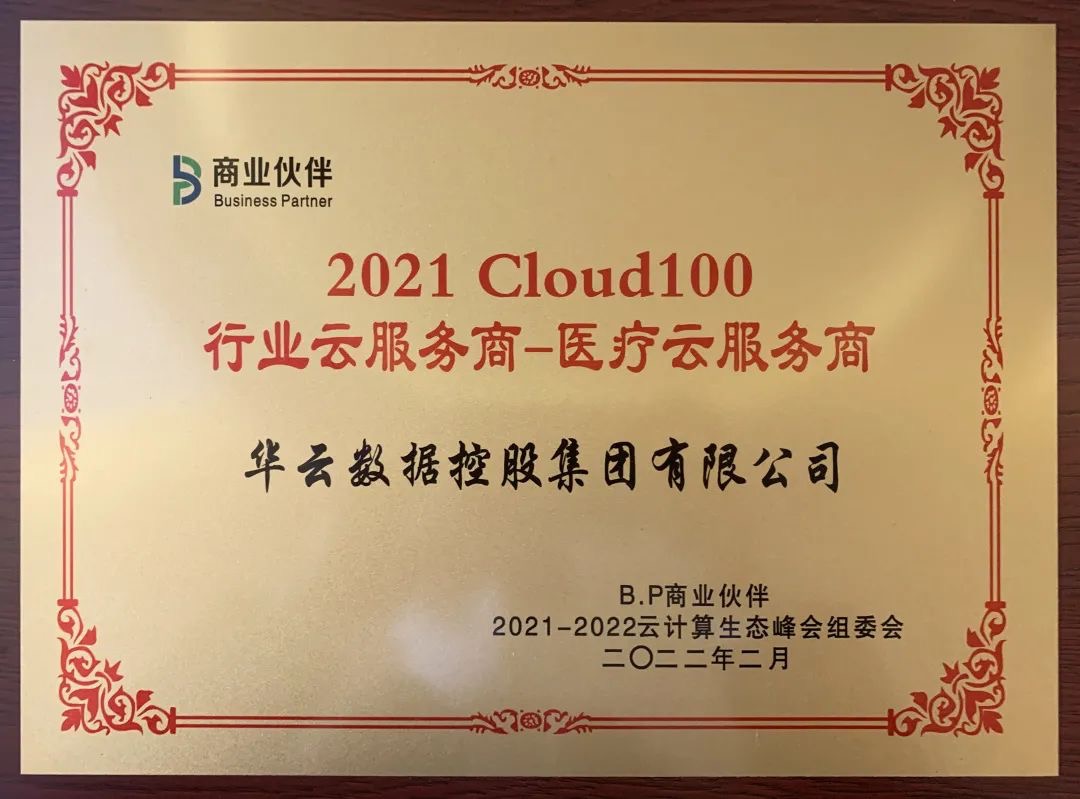 商业伙伴
Business Partner
2021 Cloud100
行业云服务商-医疗云服务商
华云数据控股集团有限公司
B.P商业伙伴
2021-2022云计算生态峰会组委会
二〇二二年二月